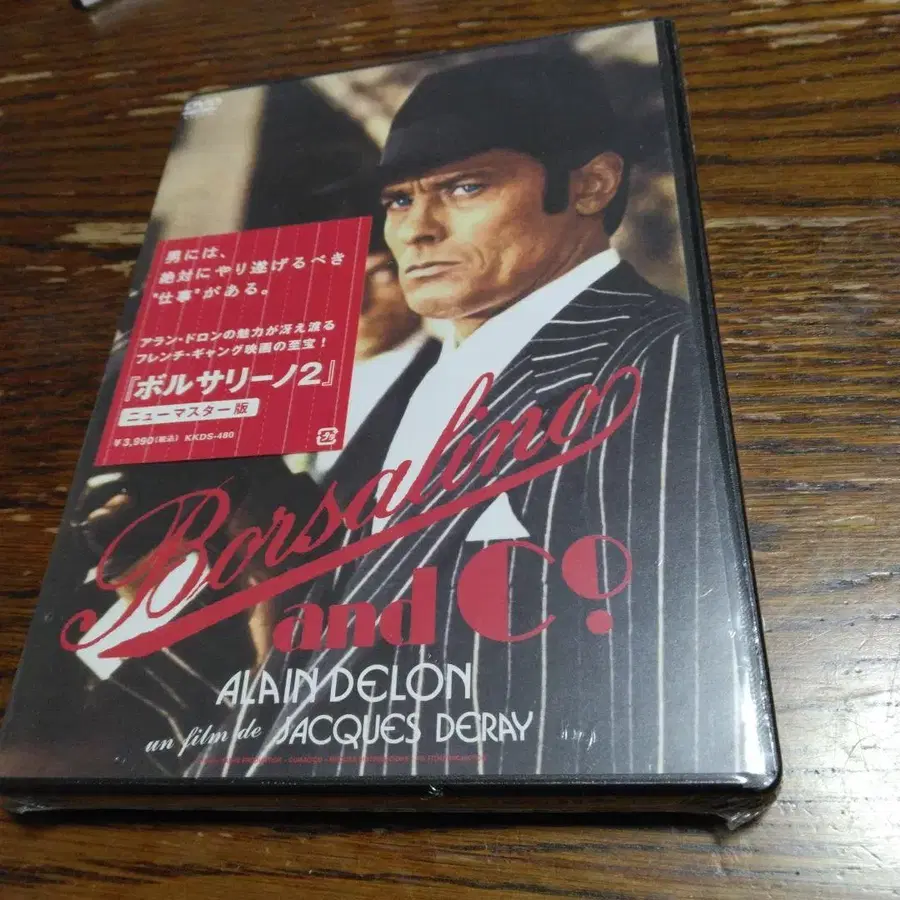 DVD
男には、
絶対にやり遂げるべき
"仕事"がある。
アラン・ドロンの魅力が冴え渡る
フレンチ・ギャング映画の至宝！
『ボルサリーノ2』
ニューマスター版
¥3,990(税込) KKDS-480
Borsalino
and Cº
ALAIN DELON
un film de JACQUES DERAY